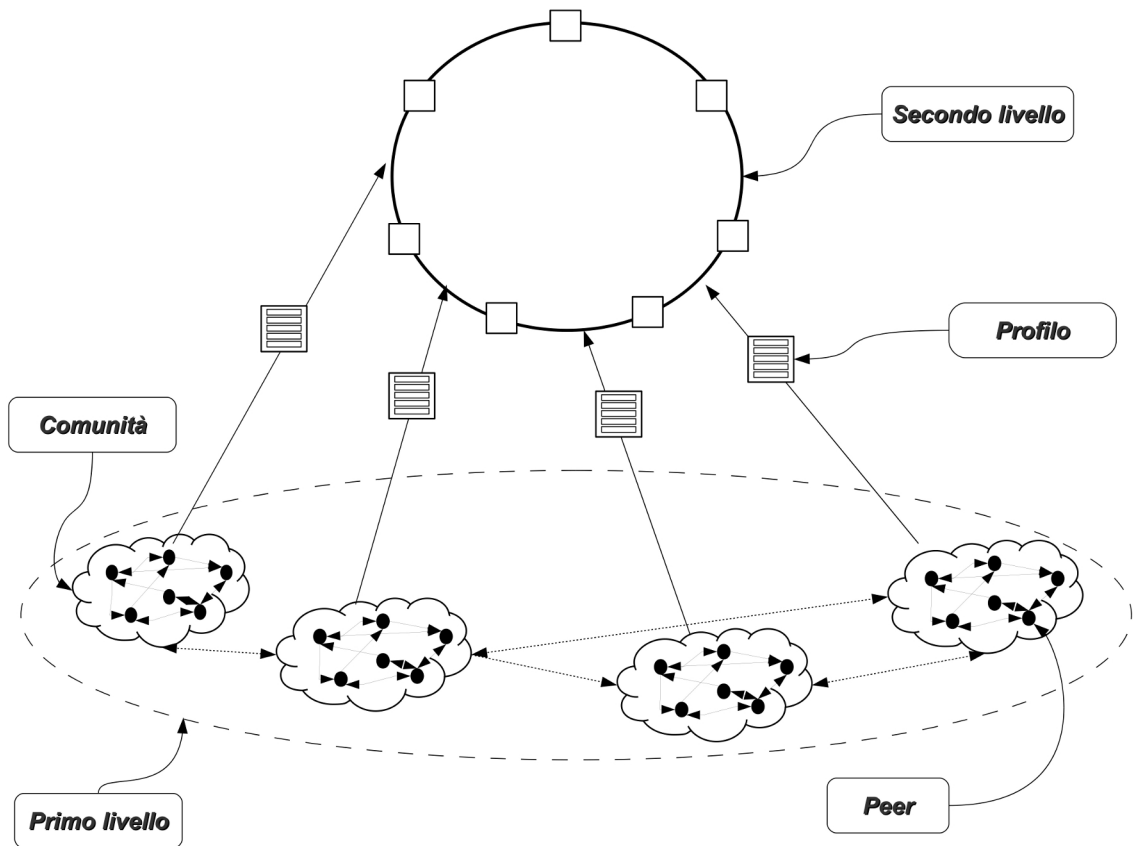 Secondo livello
Profilo
Comunità
Primo livello
Peer